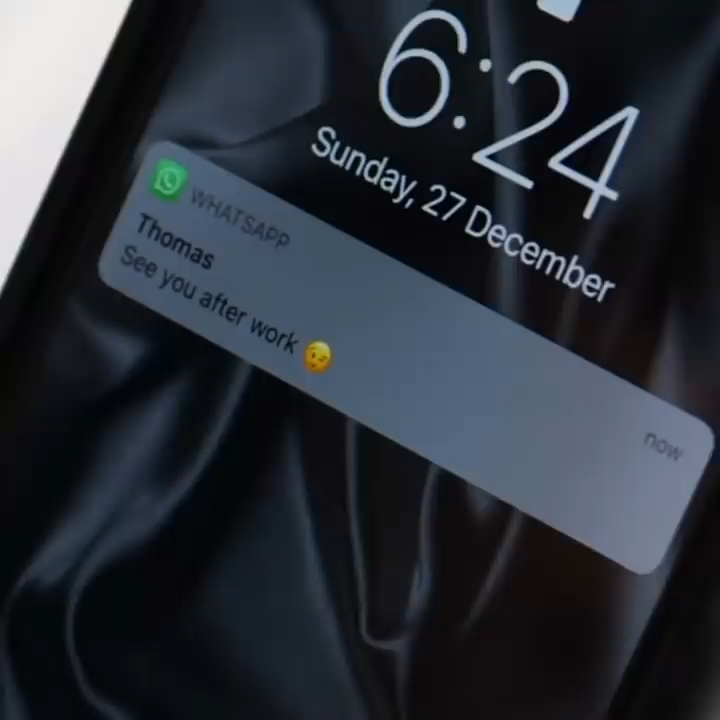 6:24
Sunday, 27 December
WHATSAPP
now
Thomas
See you after work 😉